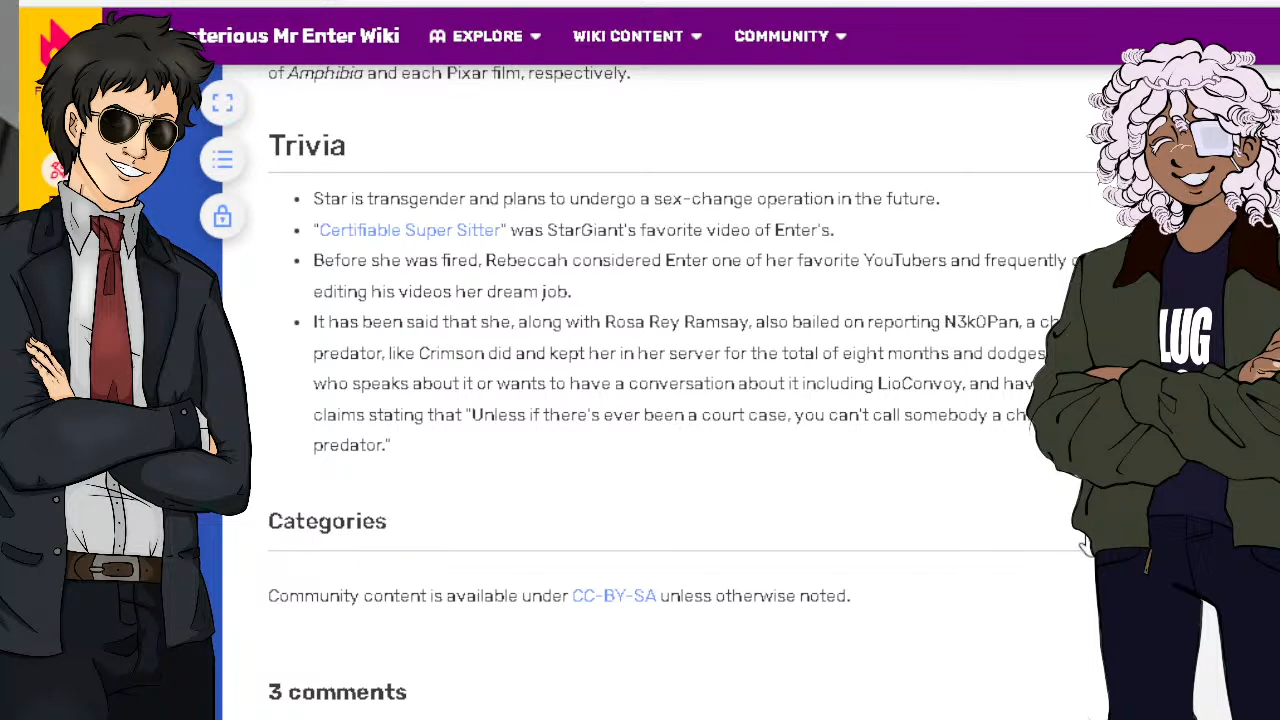 sterious Mr Enter Wiki EXPLORE WIKI CONTENT COMMUNITY
of Amphibia and each Pixar film, respectively.
Trivia
Star is transgender and plans to undergo a sex-change operation in the future.
"Certifiable Super Sitter" was StarGiant's favorite video of Enter's.
Before she was fired, Rebeccah considered Enter one of her favorite YouTubers and frequently
editing his videos her dream job.
It has been said that she, along with Rosa Rey Ramsay, also bailed on reporting N3k0Pan, a ch
predator, like Crimson did and kept her in her server for the total of eight months and dodges
who speaks about it or wants to have a conversation about it including LioConvoy, and hav
claims stating that "Unless if there's ever been a court case, you can't call somebody a ch
predator."
LUG
Categories
Community content is available under CC-BY-SA unless otherwise noted.
3 comments